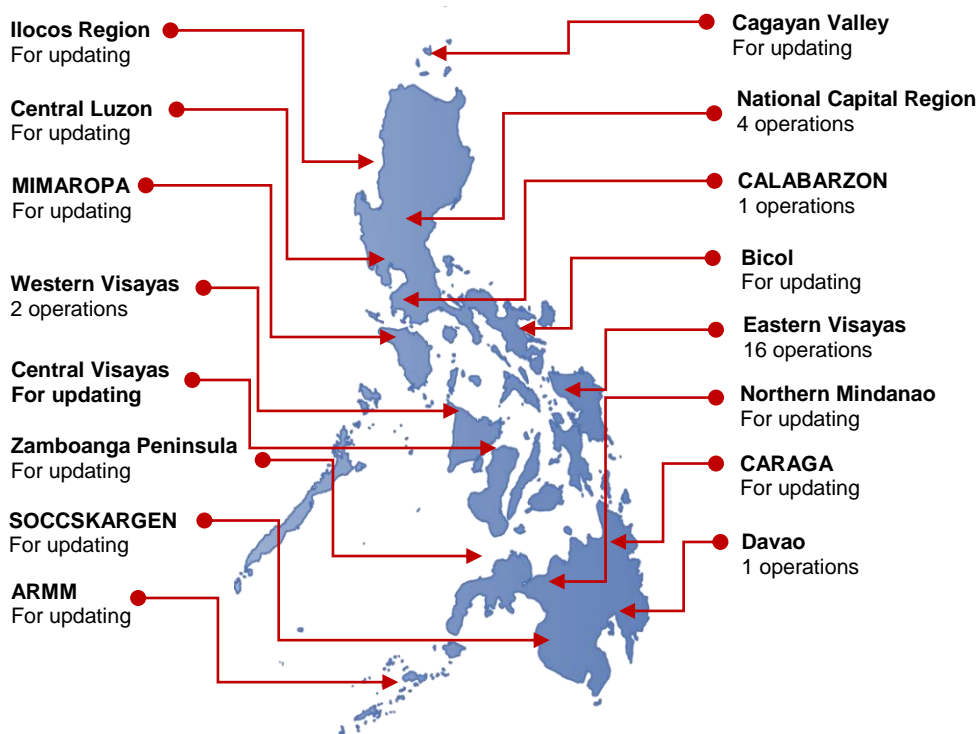 Ilocos Region
For updating
Central Luzon
For updating
MIMAROPA
For updating
Western Visayas
2 operations
Central Visayas
For updating
Zamboanga Peninsula
For updating
SOCCSKARGEN
For updating
ARMM
For updating
Cagayan Valley
For updating
National Capital Region
4 operations
CALABARZON
1 operations
Bicol
For updating
Eastern Visayas
16 operations
Northern Mindanao
For updating
CARAGA
For updating
Davao
1 operations